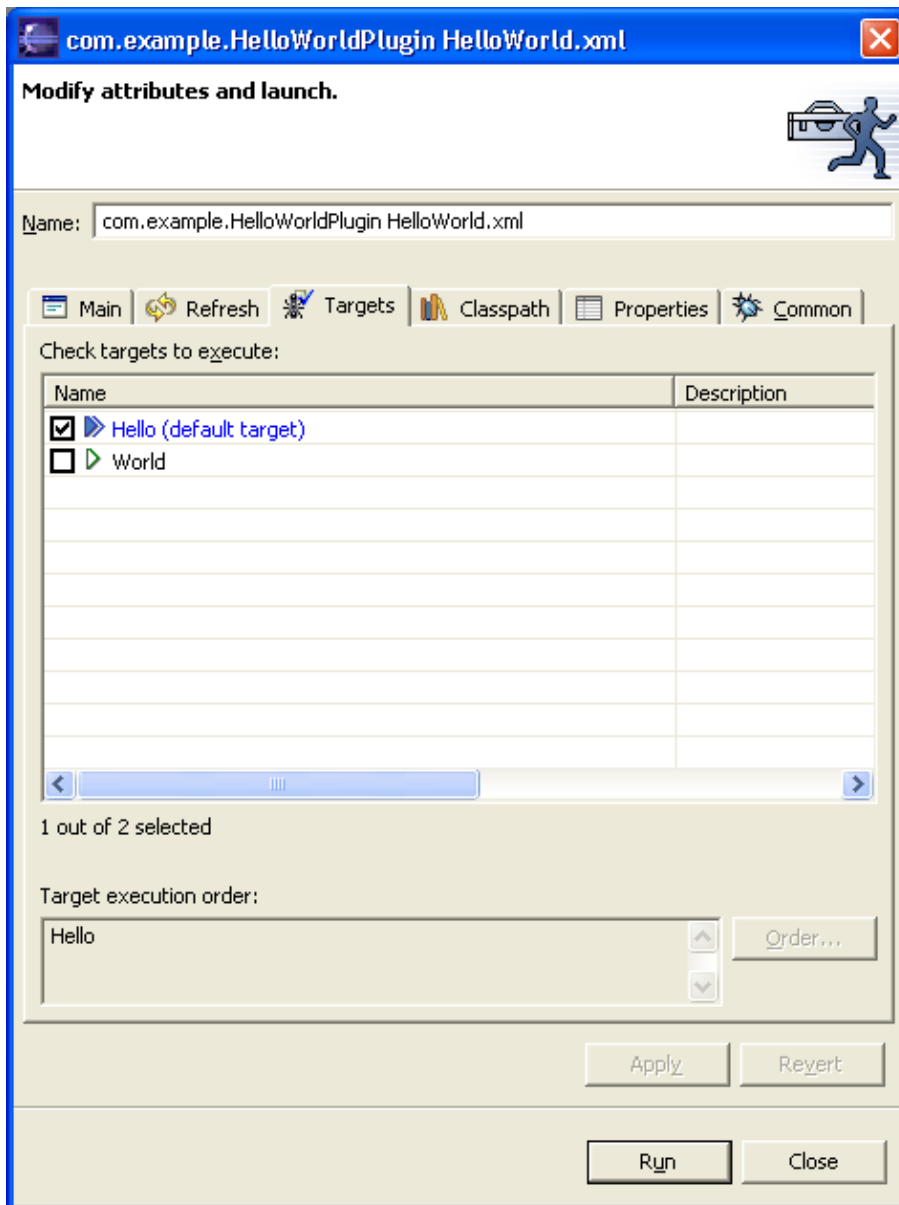 com.example.HelloWorldPlugin HelloWorld.xml
Modify attributes and launch.
Name: com.example.HelloWorldPlugin HelloWorld.xml
Main Refresh Targets Classpath Properties Common
Check targets to execute:
Name Description
Hello (default target)
World
1 out of 2 selected
Target execution order:
Hello Order...
Apply Revert
Run Close